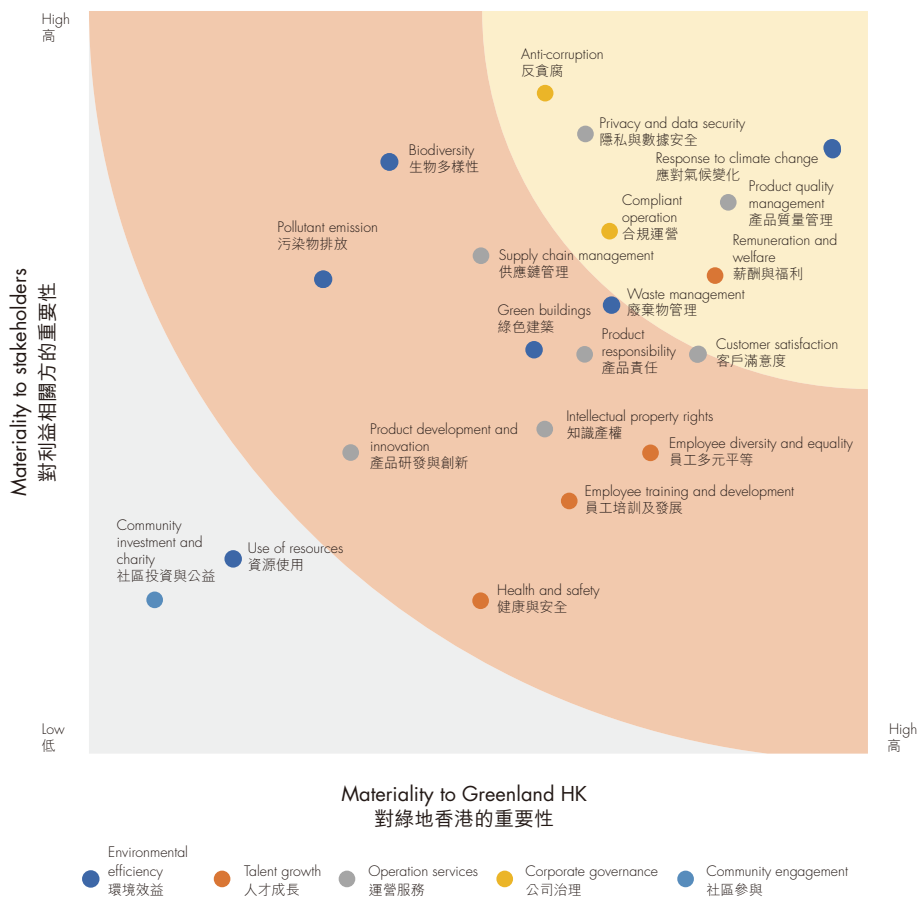 High
高
Anti-corruption
反貪腐
Privacy and data security
隱私與數據安全
Biodiversity
生物多樣性
Response to climate change
應對氣候變化
Product quality
management
產品質量管理
Compliant
operation
合規運營
Pollutant emission
污染物排放
Supply chain management
供應鏈管理
Remuneration and
welfare
薪酬與福利
Waste management
廢棄物管理
Green buildings
綠色建築
Product
responsibility
產品責任
Customer satisfaction
客戶滿意度
Materiality to stakeholders
對利益相關方的重要性
Intellectual property rights
知識產權
Product development and
innovation
產品研發與創新
Employee diversity and equality
員工多元平等
Employee training and development
員工培訓及發展
Community
investment and
charity
社區投資與公益
Use of resources
資源使用
Health and safety
健康與安全
Low
低
High
高
Materiality to Greenland HK
對綠地香港的重要性
Environmental
efficiency
環境效益
Talent growth
人才成長
Operation services
運營服務
Corporate governance
公司治理
Community engagement
社區參與